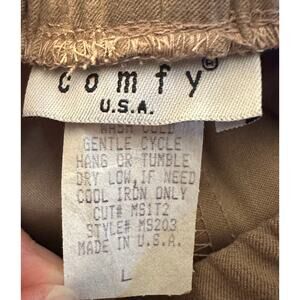 comfy®
U.S.A.
WASH COLD
GENTLE CYCLE
HANG OR TUMBLE
DRY LOW, IF NEED
COOL IRON ONLY
CUT# MS1T2
STYLE# MS203
MADE IN U.S.A.
L